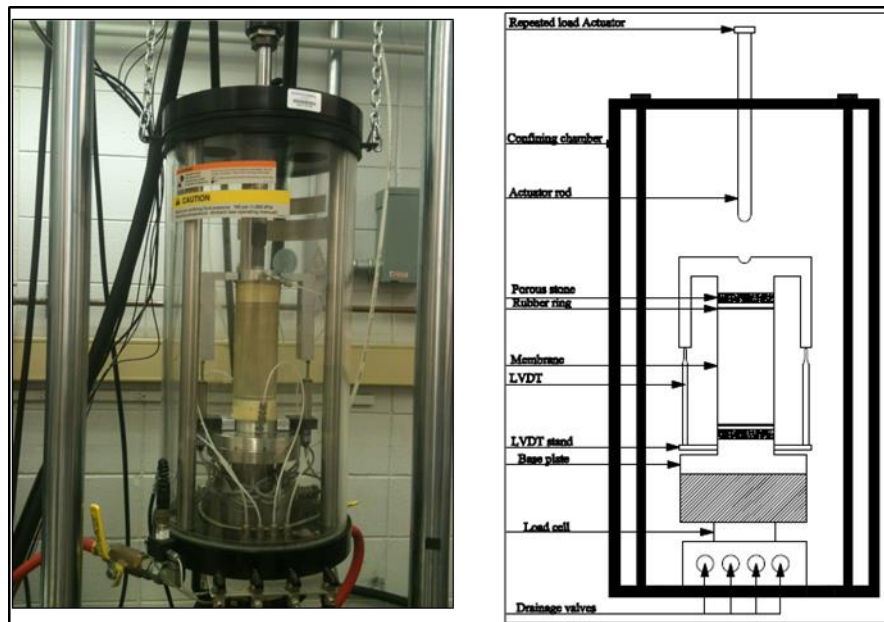 CAUTION
Repeated load Actuator
Confining chamber
Actuator rod
Porous stone
Rubber ring
Membrane
LVDT
LVDT stand
Base plate
Load cell
Drainage valves